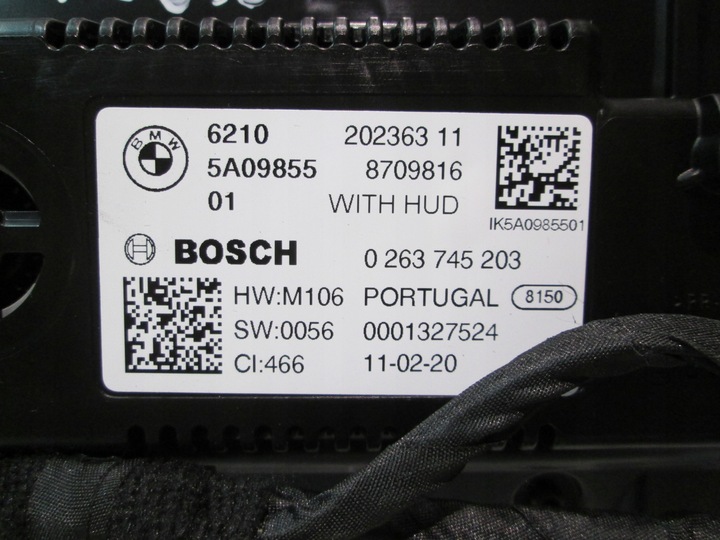 BMW
6210 202363 11
5A09855 8709816
01 WITH HUD
IK5A0985501
BOSCH 0 263 745 203
HW:M106 PORTUGAL 8150
SW:0056 0001327524
CI:466 11-02-20